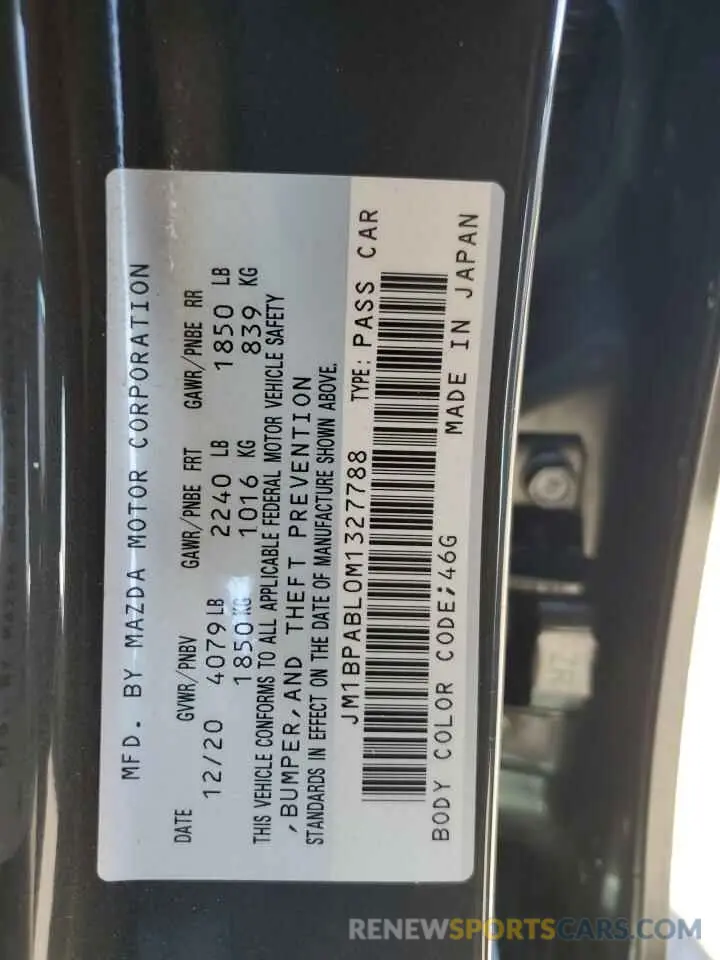 MFD. BY MAZDA MOTOR CORPORATION
DATE GVWR/PNBV GAWR/PNBE FRT GAWR/PNBE RR
12/20 4079 LB 2240 LB 1850 LB
1850 KG 1016 KG 839 KG
THIS VEHICLE CONFORMS TO ALL APPLICABLE FEDERAL MOTOR VEHICLE SAFETY
,BUMPER,AND THEFT PREVENTION
STANDARDS IN EFFECT ON THE DATE OF MANUFACTURE SHOWN ABOVE.
JM1BPABL0M1327788 TYPE: PASS CAR
BODY COLOR CODE;46G MADE IN JAPAN
RENEWSPORTSCARS.COM